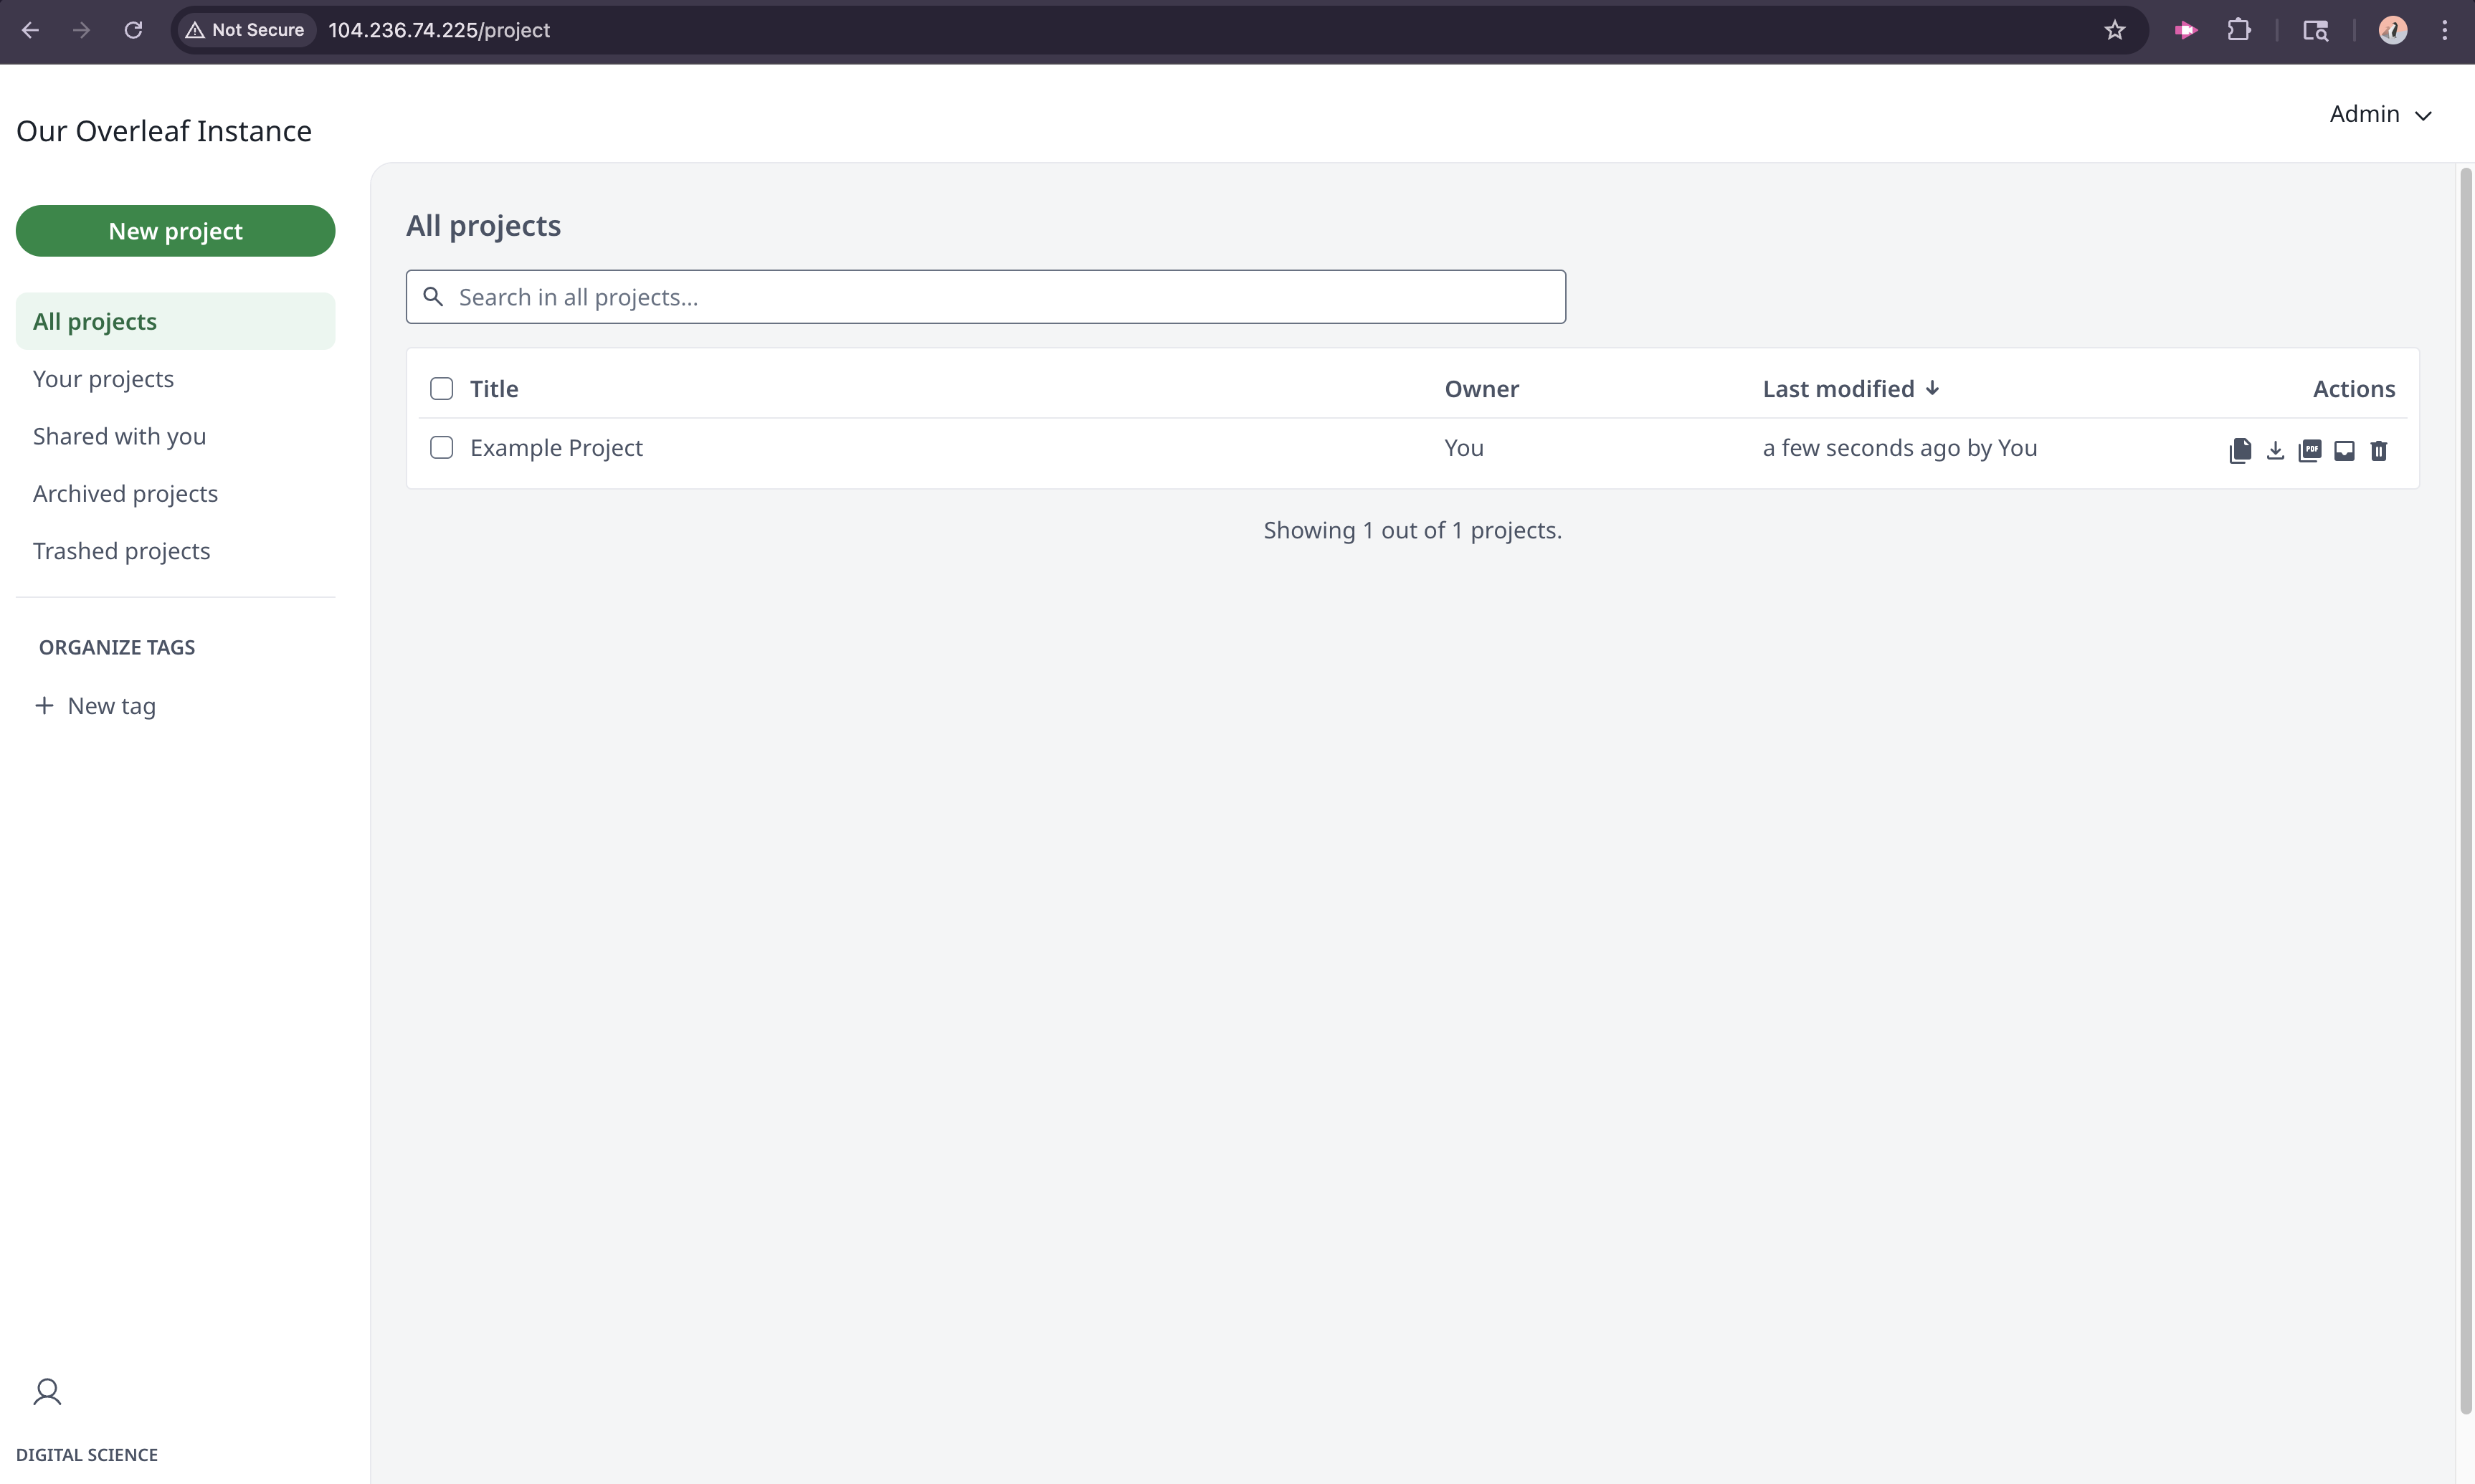 Not Secure 104.236.74.225/project
Our Overleaf Instance
Admin
New project
All projects
Your projects
Shared with you
Archived projects
Trashed projects
ORGANIZE TAGS
New tag
DIGITAL SCIENCE
All projects
Search in all projects...
Title Owner Last modified Actions
Example Project You a few seconds ago by You PDF
Showing 1 out of 1 projects.